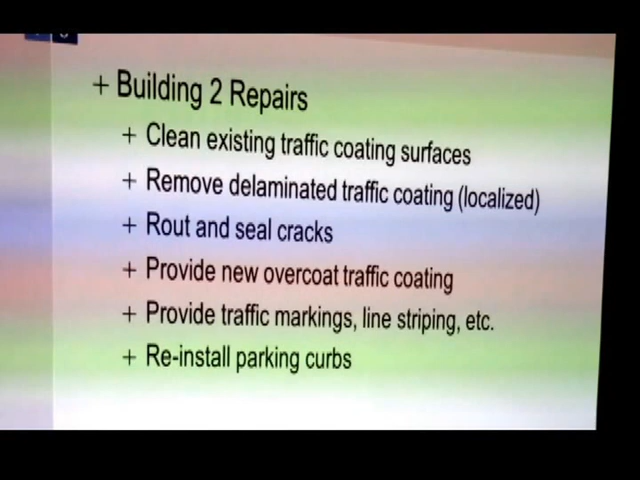 + Building 2 Repairs
+ Clean existing traffic coating surfaces
+ Remove delaminated traffic coating (localized)
+ Rout and seal cracks
+ Provide new overcoat traffic coating
+ Provide traffic markings, line striping, etc.
+ Re-install parking curbs